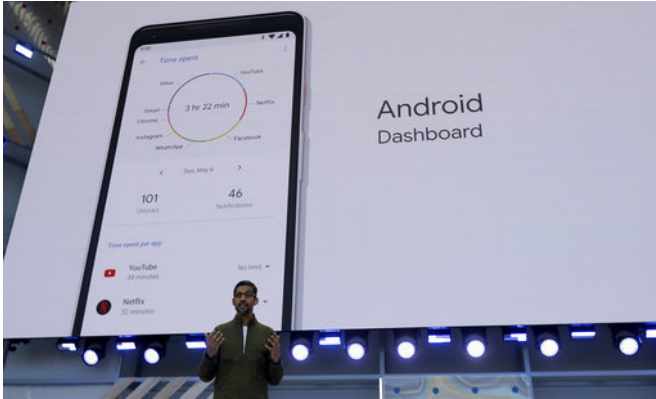 Time spent
Other
YouTube
3 hr 22 min
Netflix
Gmail
Chrome
Instagram
Facebook
WhatsApp
Sun, May 6
101
46
Unlocks
Notifications
Time spent per app
YouTube
No limit
34 minutes
Netflix
32 minutes
Android
Dashboard